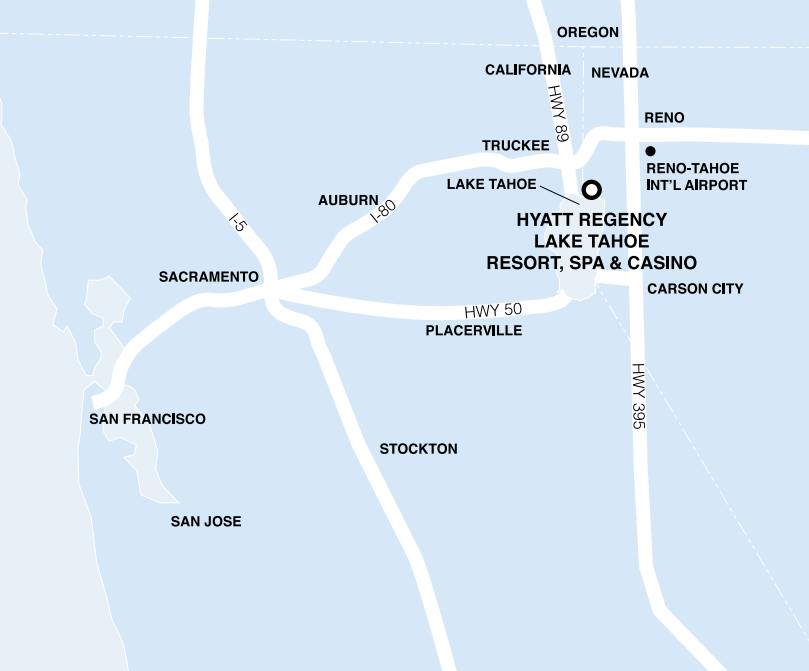 OREGON
CALIFORNIA
NEVADA
HWY 89
RENO
TRUCKEE
RENO-TAHOE
INT'L AIRPORT
LAKE TAHOE
AUBURN
I-80
I-5
HYATT REGENCY
LAKE TAHOE
RESORT, SPA & CASINO
SACRAMENTO
CARSON CITY
HWY 50
PLACERVILLE
HWY 395
SAN FRANCISCO
STOCKTON
SAN JOSE